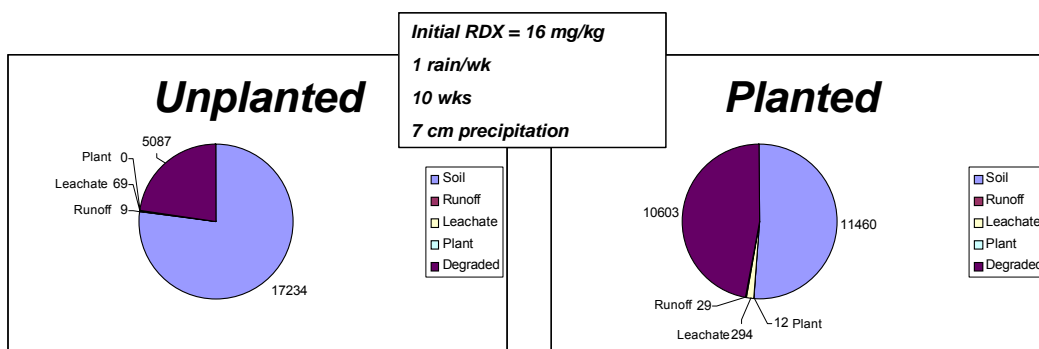 Initial RDX = 16 mg/kg
1 rain/wk
10 wks
7 cm precipitation
Unplanted
5087
Plant 0
Leachate 69
Runoff 9
17234
Soil
Runoff
Leachate
Plant
Degraded
Planted
10603
11460
Runoff 29
Leachate 294
12 Plant
Soil
Runoff
Leachate
Plant
Degraded